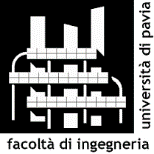 università di pavia
facoltà di ingegneria